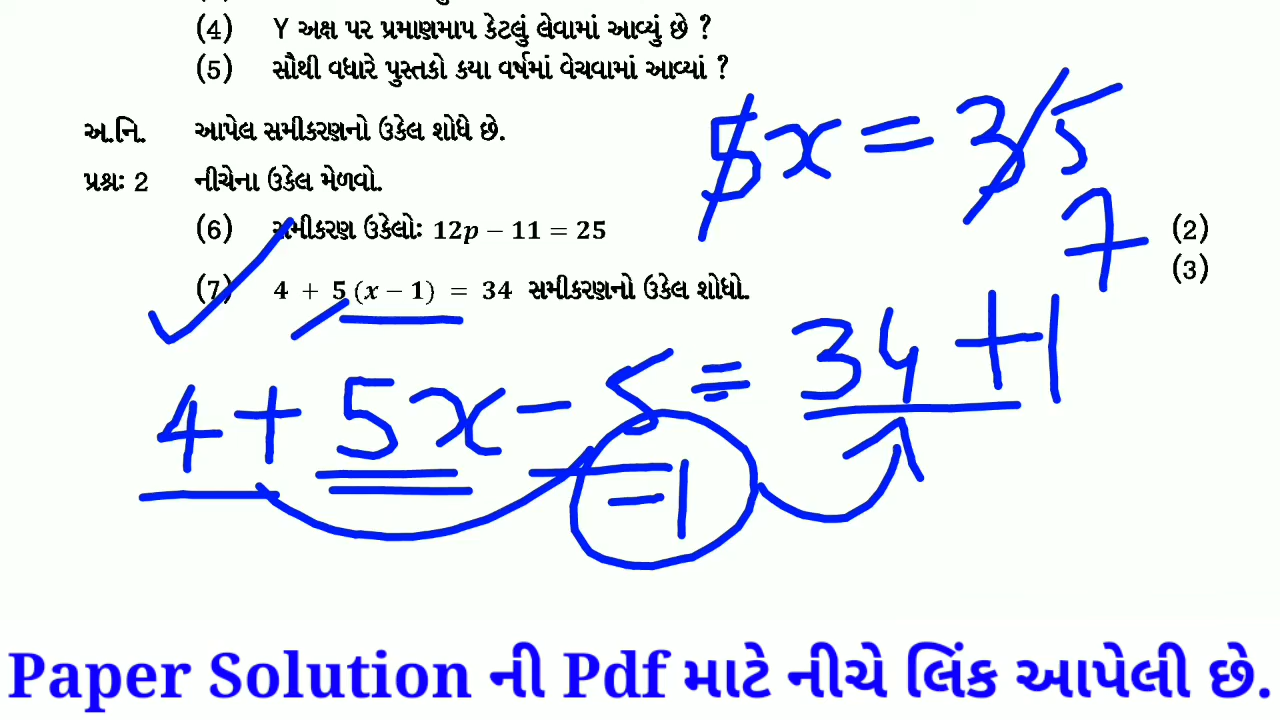 (4) Y અક્ષ પર પ્રમાણમાપ કેટલું લેવામાં આવ્યું છે ?
(5) સૌથી વધારે પુસ્તકો કયા વર્ષમાં વેચવામાં આવ્યાં ?
અ.નિ. આપેલ સમીકરણનો ઉકેલ શોધે છે.
પ્રશ્નઃ 2 નીચેના ઉકેલ મેળવો.
(6) સમીકરણ ઉકેલોઃ 12p − 11 = 25 (2)
(7) 4 + 5 (x − 1) = 34 સમીકરણનો ઉકેલ શોધો. (3)
5x = 35
7
4 + 5x − 5 = 34 + 1
−1
Paper Solution ની Pdf માટે નીચે લિંક આપેલી છે.